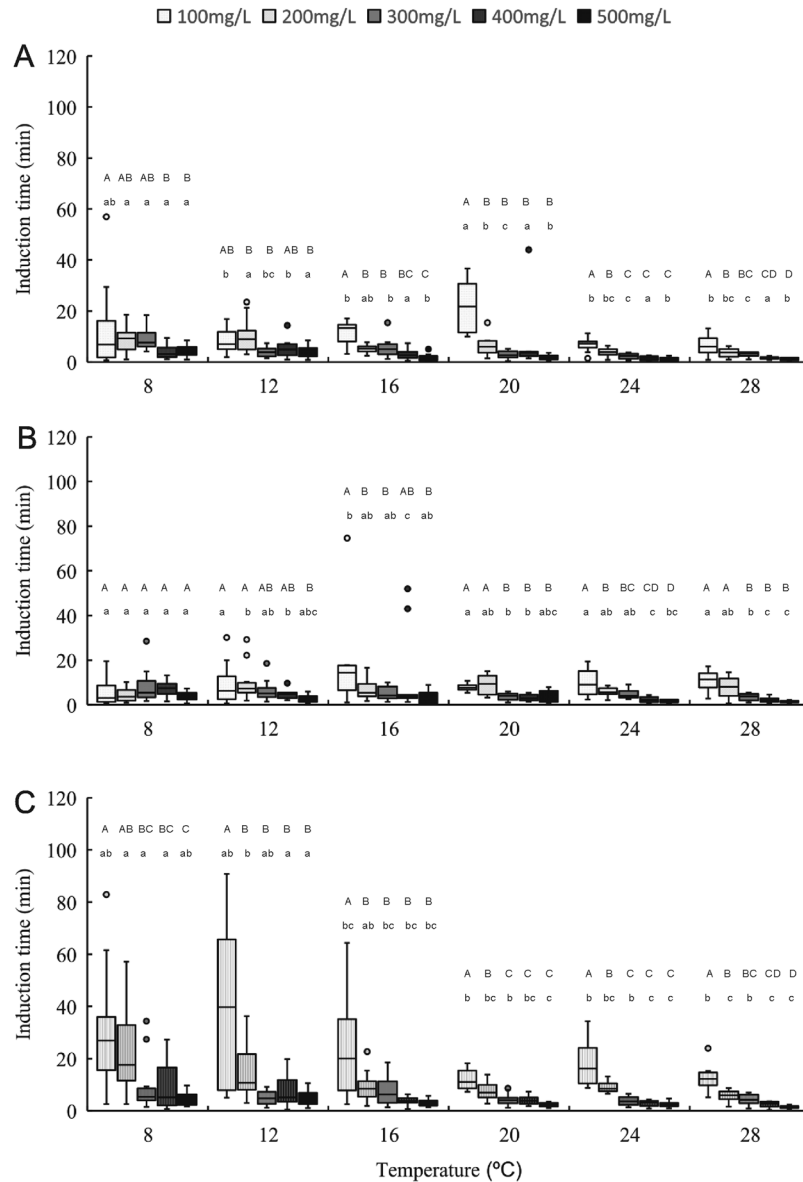 100mg/L 200mg/L 300mg/L 400mg/L 500mg/L
A
120
100
80
60
40
20
0
Induction time (min)
A AB AB B B
ab a a a a
AB B B AB B
b a bc b a
A B B BC C
b ab b a b
A B B B B
a b c a b
A B C C C
b bc c a b
A B BC CD D
b bc c a b
8 12 16 20 24 28
B
120
100
80
60
40
20
0
Induction time (min)
A A A A A
a a a a a
A A AB AB B
a b ab b abc
A B B AB B
b ab ab c ab
A A B B B
a ab b b abc
A B BC CD D
a ab ab c bc
A A B B B
a a b c c
8 12 16 20 24 28
C
120
100
80
60
40
20
0
Induction time (min)
A AB BC BC C
ab a a a ab
A B B B B
ab b ab a a
A B B B B
bc ab bc bc bc
A B C C C
b bc b bc c
A B C C C
b bc b c c
A B BC CD D
b c b c c
8 12 16 20 24 28
Temperature (ºC)